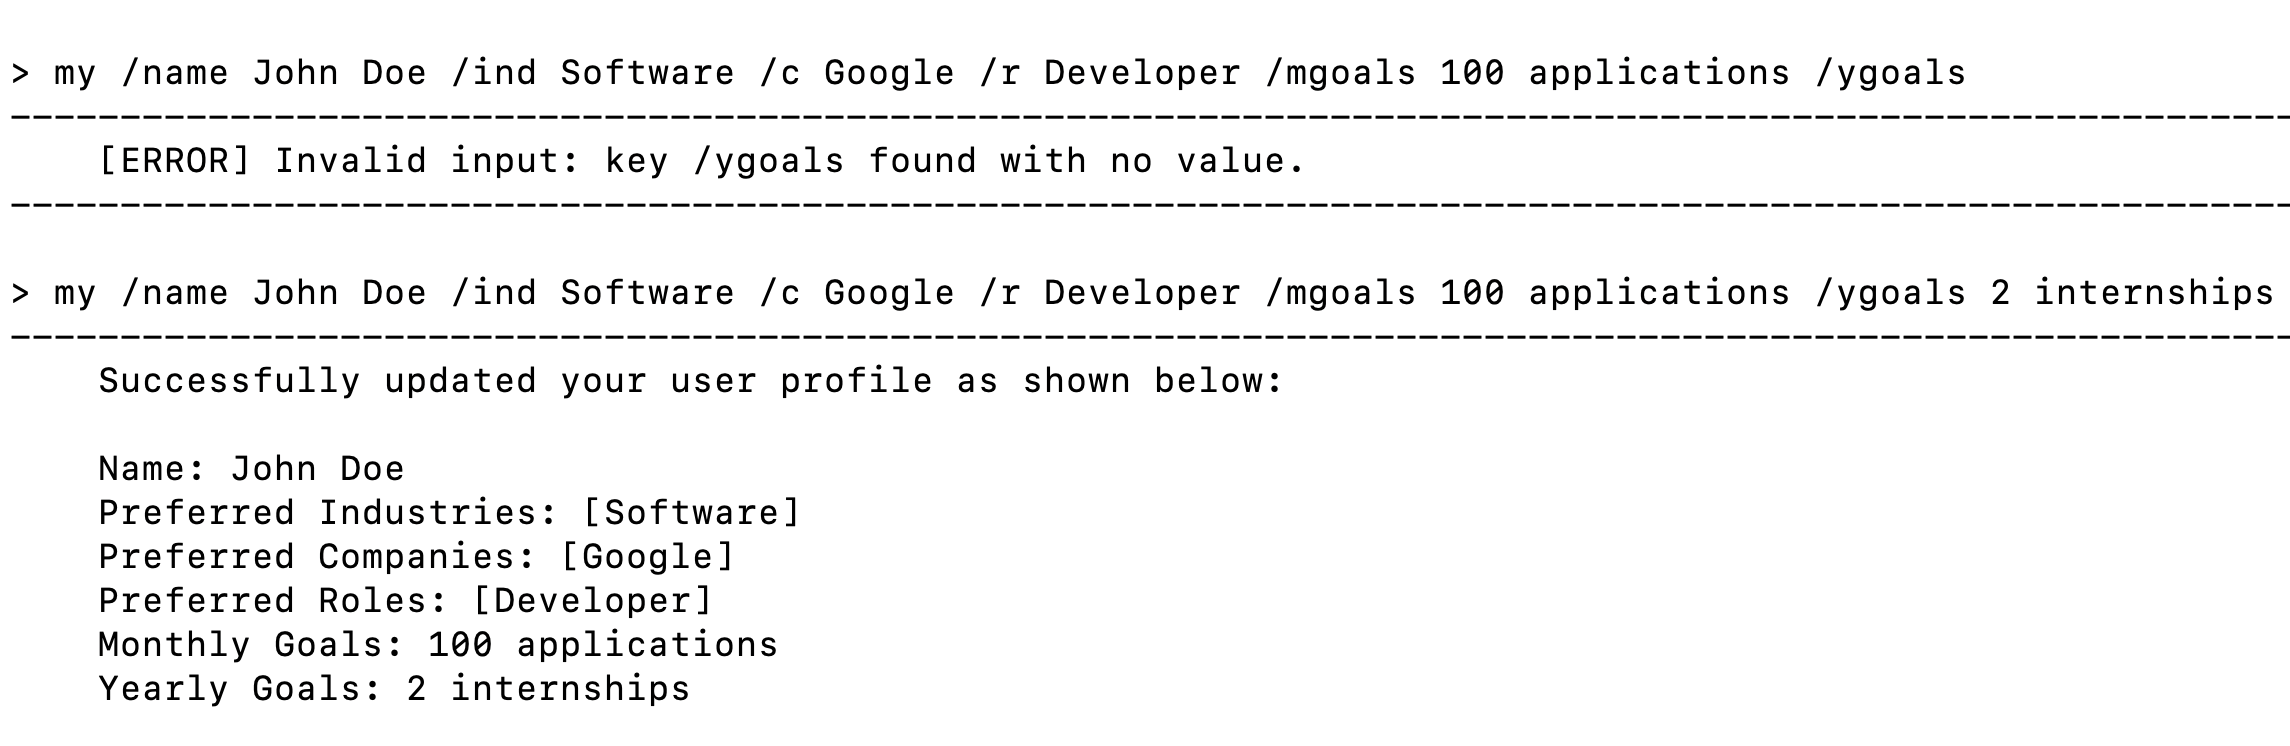 > my /name John Doe /ind Software /c Google /r Developer /mgoals 100 applications /ygoals
--------------------------------------------------------------------------------------------------------
[ERROR] Invalid input: key /ygoals found with no value.
--------------------------------------------------------------------------------------------------------
> my /name John Doe /ind Software /c Google /r Developer /mgoals 100 applications /ygoals 2 internships
--------------------------------------------------------------------------------------------------------
Successfully updated your user profile as shown below:
Name: John Doe
Preferred Industries: [Software]
Preferred Companies: [Google]
Preferred Roles: [Developer]
Monthly Goals: 100 applications
Yearly Goals: 2 internships